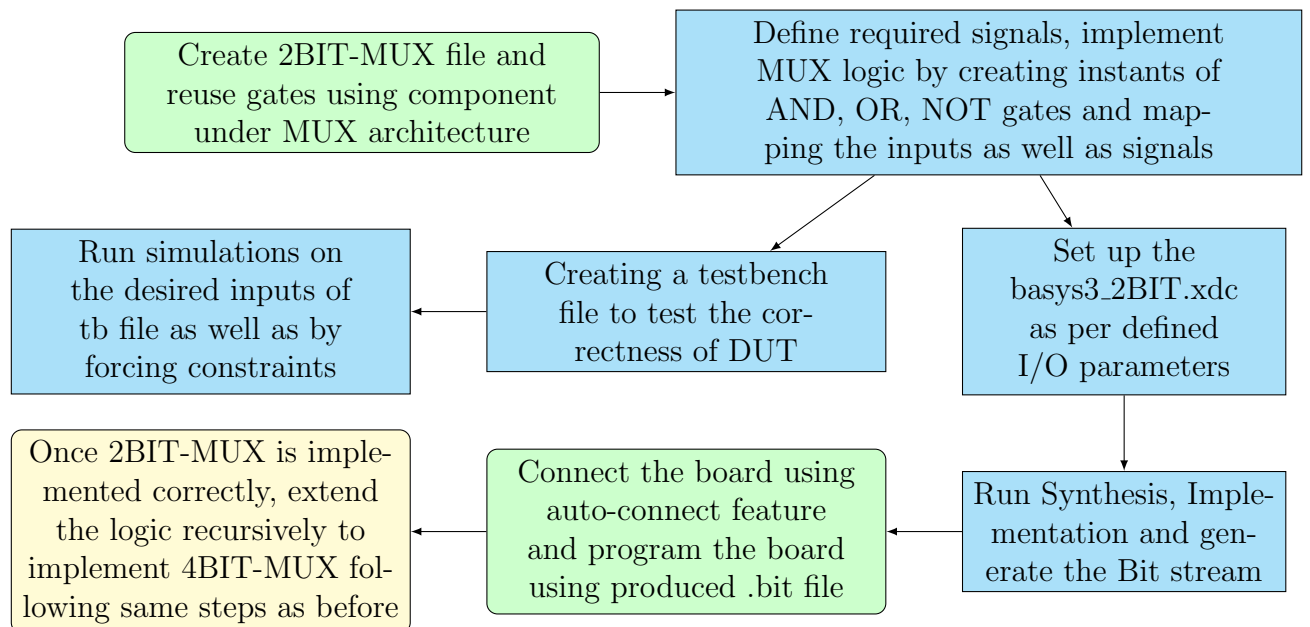 Create 2BIT-MUX file and
reuse gates using component
under MUX architecture
Define required signals, implement
MUX logic by creating instants of
AND, OR, NOT gates and map-
ping the inputs as well as signals
Run simulations on
the desired inputs of
tb file as well as by
forcing constraints
Creating a testbench
file to test the cor-
rectness of DUT
Set up the
basys3_2BIT.xdc
as per defined
I/O parameters
Once 2BIT-MUX is imple-
mented correctly, extend
the logic recursively to
implement 4BIT-MUX fol-
lowing same steps as before
Connect the board using
auto-connect feature
and program the board
using produced .bit file
Run Synthesis, Imple-
mentation and gen-
erate the Bit stream